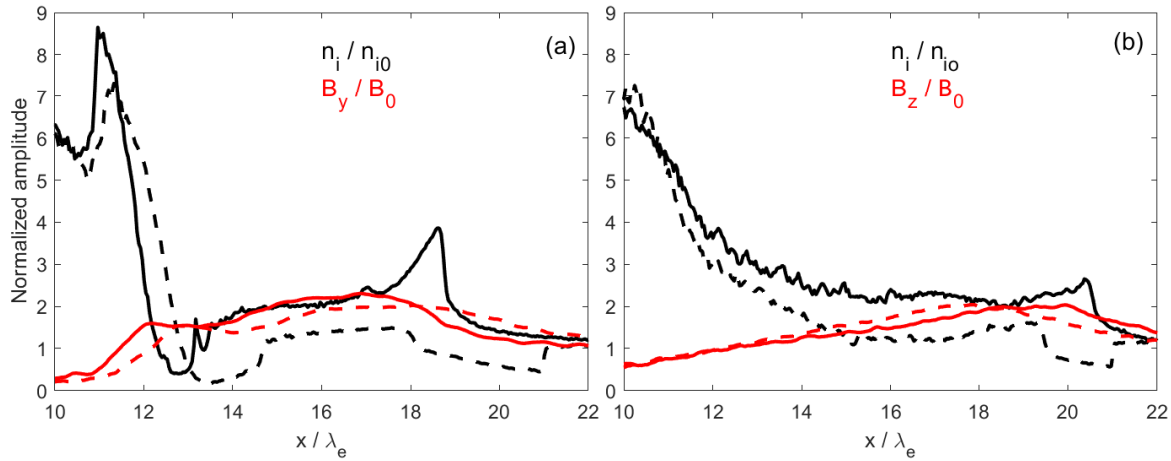 (a)
n_i / n_i0
B_y / B_0
Normalized amplitude
9
8
7
6
5
4
3
2
1
0
10 12 14 16 18 20 22
x / λ_e
(b)
n_i / n_io
B_z / B_0
9
8
7
6
5
4
3
2
1
0
10 12 14 16 18 20 22
x / λ_e